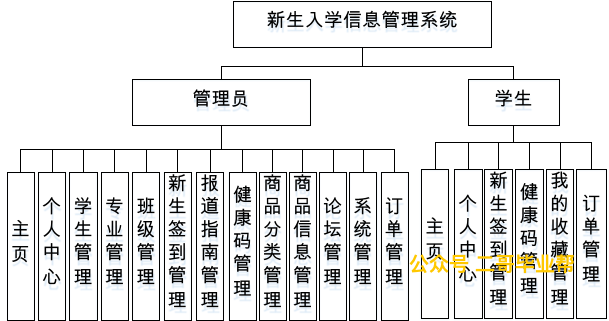 新生入学信息管理系统
管理员
学生
主页
个人中心
学生管理
专业管理
班级管理
新生签到管理
报道指南管理
健康码管理
商品分类管理
商品信息管理
论坛管理
系统管理
订单管理
主页
个人中心
新生签到管理
健康码管理
我的收藏管理
订单管理
公众号 二哥毕业帮